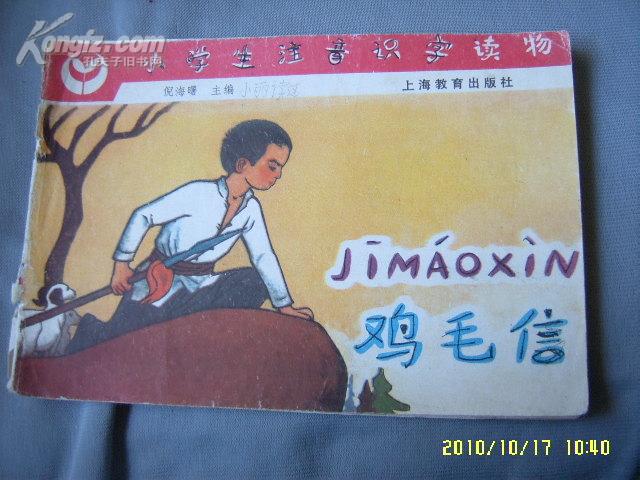 Kongfz.com
孔夫子旧书网
小学生注音识字读物
倪海曙 主编
上海教育出版社
JĪMÁOXÌN
鸡毛信
2010/10/17 10:40